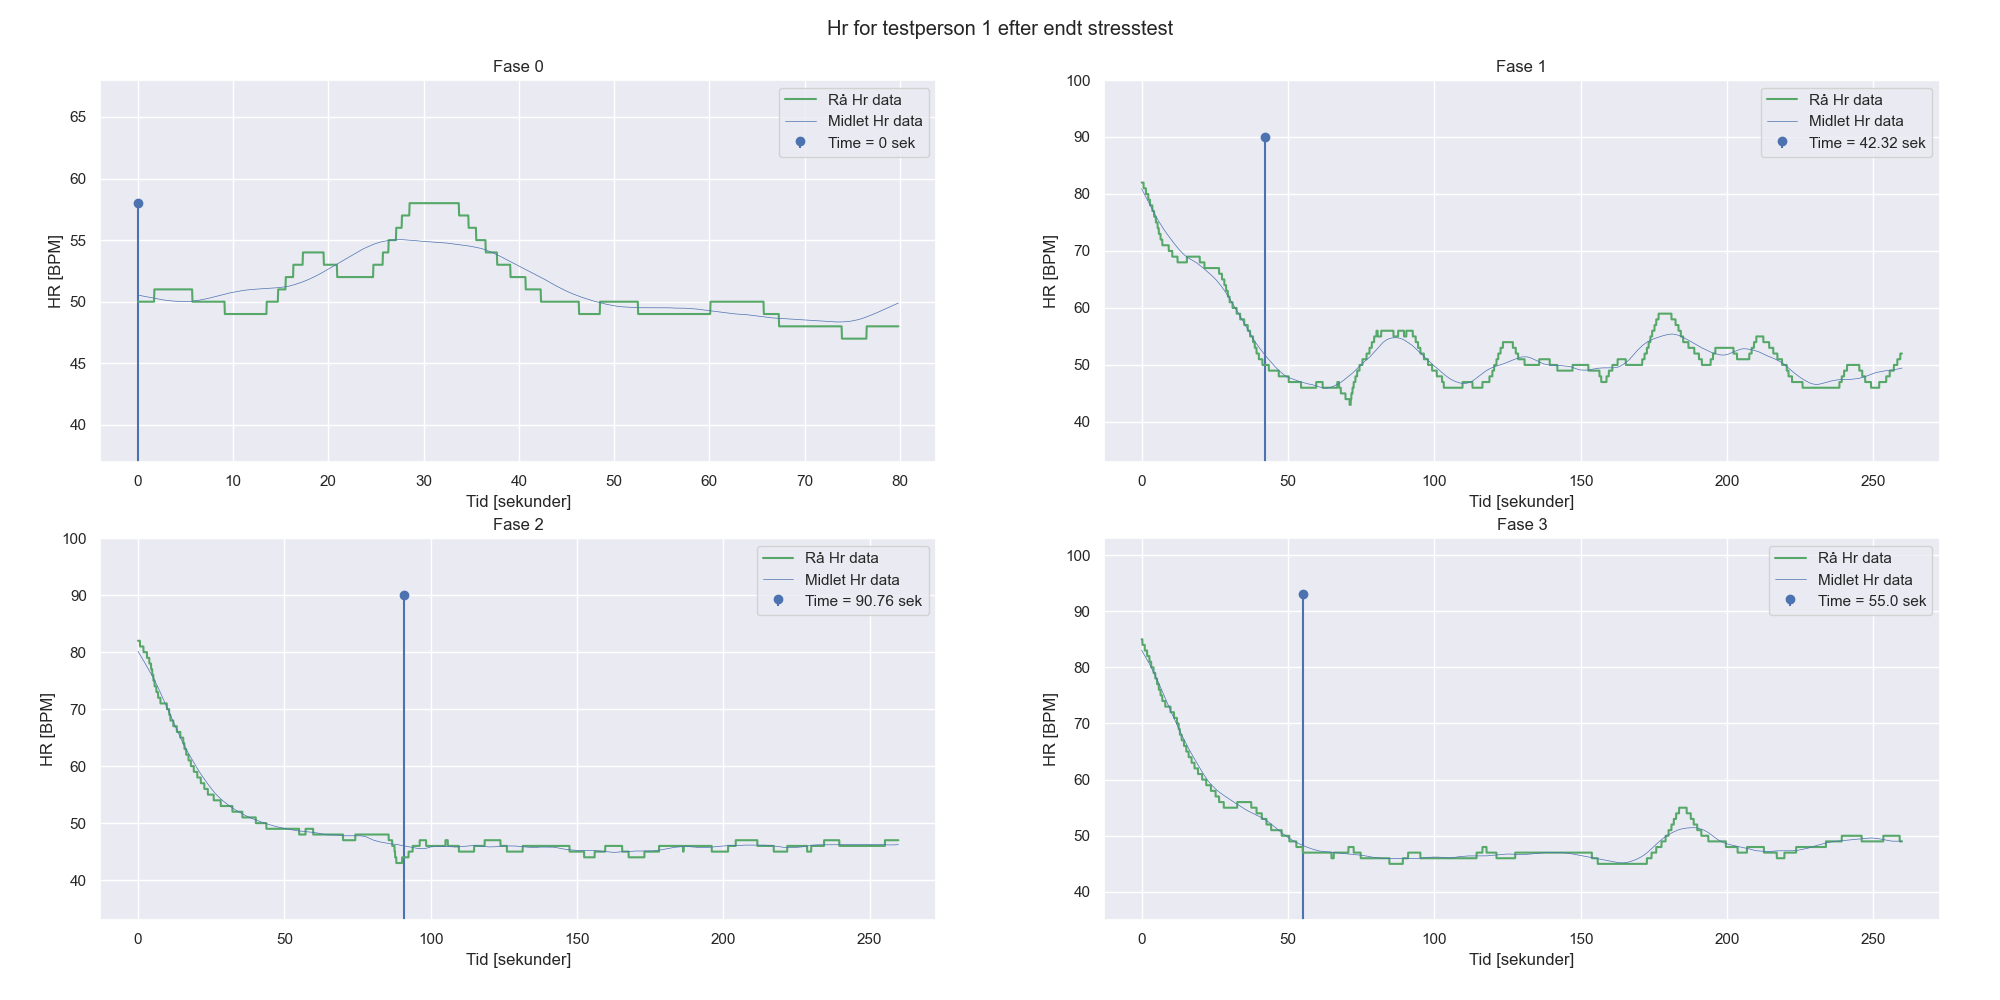 Hr for testperson 1 efter endt stresstest
Fase 0
65
60
55
50
45
40
HR [BPM]
0 10 20 30 40 50 60 70 80
Tid [sekunder]
Rå Hr data
Midlet Hr data
Time = 0 sek
Fase 1
100
90
80
70
60
50
40
HR [BPM]
0 50 100 150 200 250
Tid [sekunder]
Rå Hr data
Midlet Hr data
Time = 42.32 sek
Fase 2
100
90
80
70
60
50
40
HR [BPM]
0 50 100 150 200 250
Tid [sekunder]
Rå Hr data
Midlet Hr data
Time = 90.76 sek
Fase 3
100
90
80
70
60
50
40
HR [BPM]
0 50 100 150 200 250
Tid [sekunder]
Rå Hr data
Midlet Hr data
Time = 55.0 sek